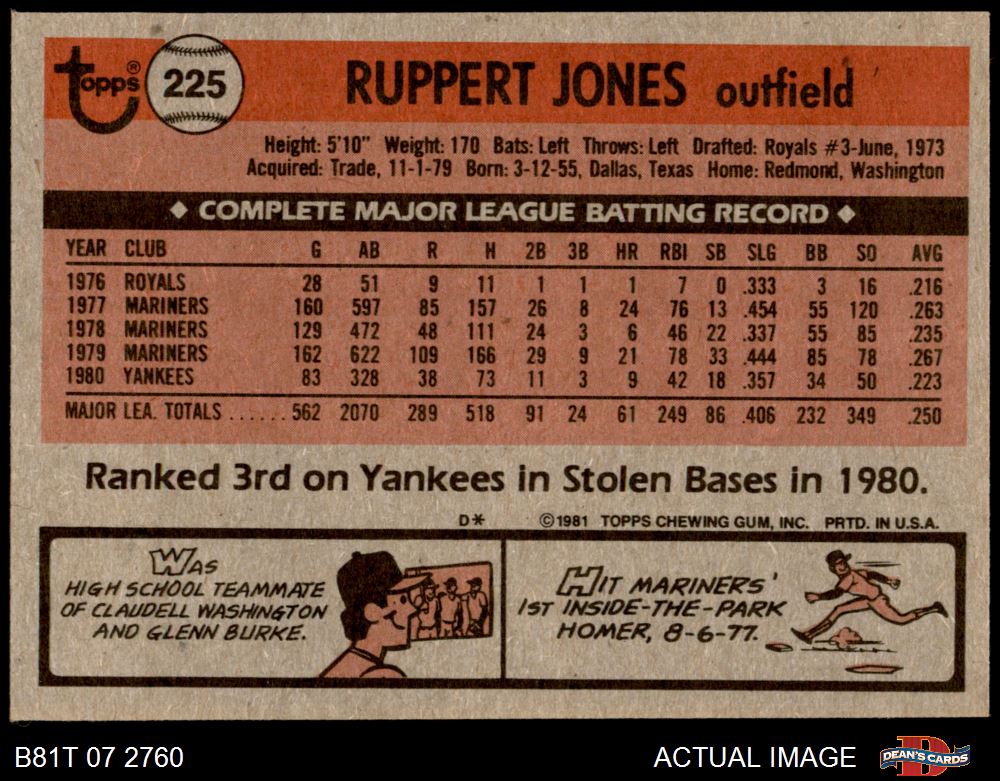 topps®
225
RUPPERT JONES outfield
Height: 5'10" Weight: 170 Bats: Left Throws: Left Drafted: Royals #3-June, 1973
Acquired: Trade, 11-1-79 Born: 3-12-55, Dallas, Texas Home: Redmond, Washington
◆ COMPLETE MAJOR LEAGUE BATTING RECORD ◆
YEAR CLUB G AB R H 2B 3B HR RBI SB SLG BB SO AVG
1976 ROYALS 28 51 9 11 1 1 1 7 0 .333 3 16 .216
1977 MARINERS 160 597 85 157 26 8 24 76 13 .454 55 120 .263
1978 MARINERS 129 472 48 111 24 3 6 46 22 .337 55 85 .235
1979 MARINERS 162 622 109 166 29 9 21 78 33 .444 85 78 .267
1980 YANKEES 83 328 38 73 11 3 9 42 18 .357 34 50 .223
MAJOR LEA. TOTALS ...... 562 2070 289 518 91 24 61 249 86 .406 232 349 .250
Ranked 3rd on Yankees in Stolen Bases in 1980.
D* ©1981 TOPPS CHEWING GUM, INC. PRTD. IN U.S.A.
WAS
HIGH SCHOOL TEAMMATE
OF CLAUDELL WASHINGTON
AND GLENN BURKE.
HIT MARINERS'
1ST INSIDE-THE-PARK
HOMER, 8-6-77.
B81T 07 2760
ACTUAL IMAGE
DEAN'S CARDS